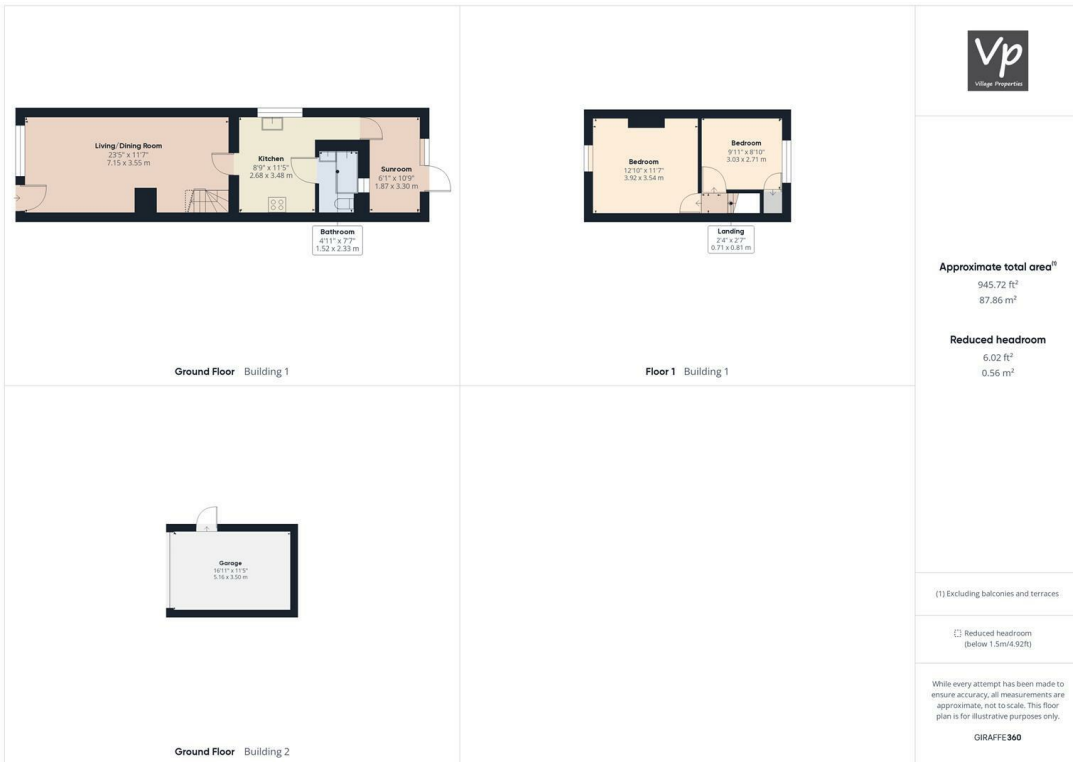 Living/Dining Room
23'5" x 11'7"
7.15 x 3.55 m
Kitchen
8'9" x 11'5"
2.68 x 3.48 m
Sunroom
6'1" x 10'9"
1.87 x 3.30 m
Bathroom
4'11" x 7'7"
1.52 x 2.33 m
Ground Floor Building 1
Bedroom
12'10" x 11'7"
3.92 x 3.54 m
Bedroom
9'11" x 8'10"
3.03 x 2.71 m
Landing
2'4" x 2'7"
0.71 x 0.81 m
Floor 1 Building 1
Garage
16'11" x 11'5"
5.16 x 3.50 m
Ground Floor Building 2
Vp
Village Properties
Approximate total area(1)
945.72 ft²
87.86 m²
Reduced headroom
6.02 ft²
0.56 m²
(1) Excluding balconies and terraces
Reduced headroom
(below 1.5m/4.92ft)
While every attempt has been made to
ensure accuracy, all measurements are
approximate, not to scale. This floor
plan is for illustrative purposes only.
GIRAFFE360